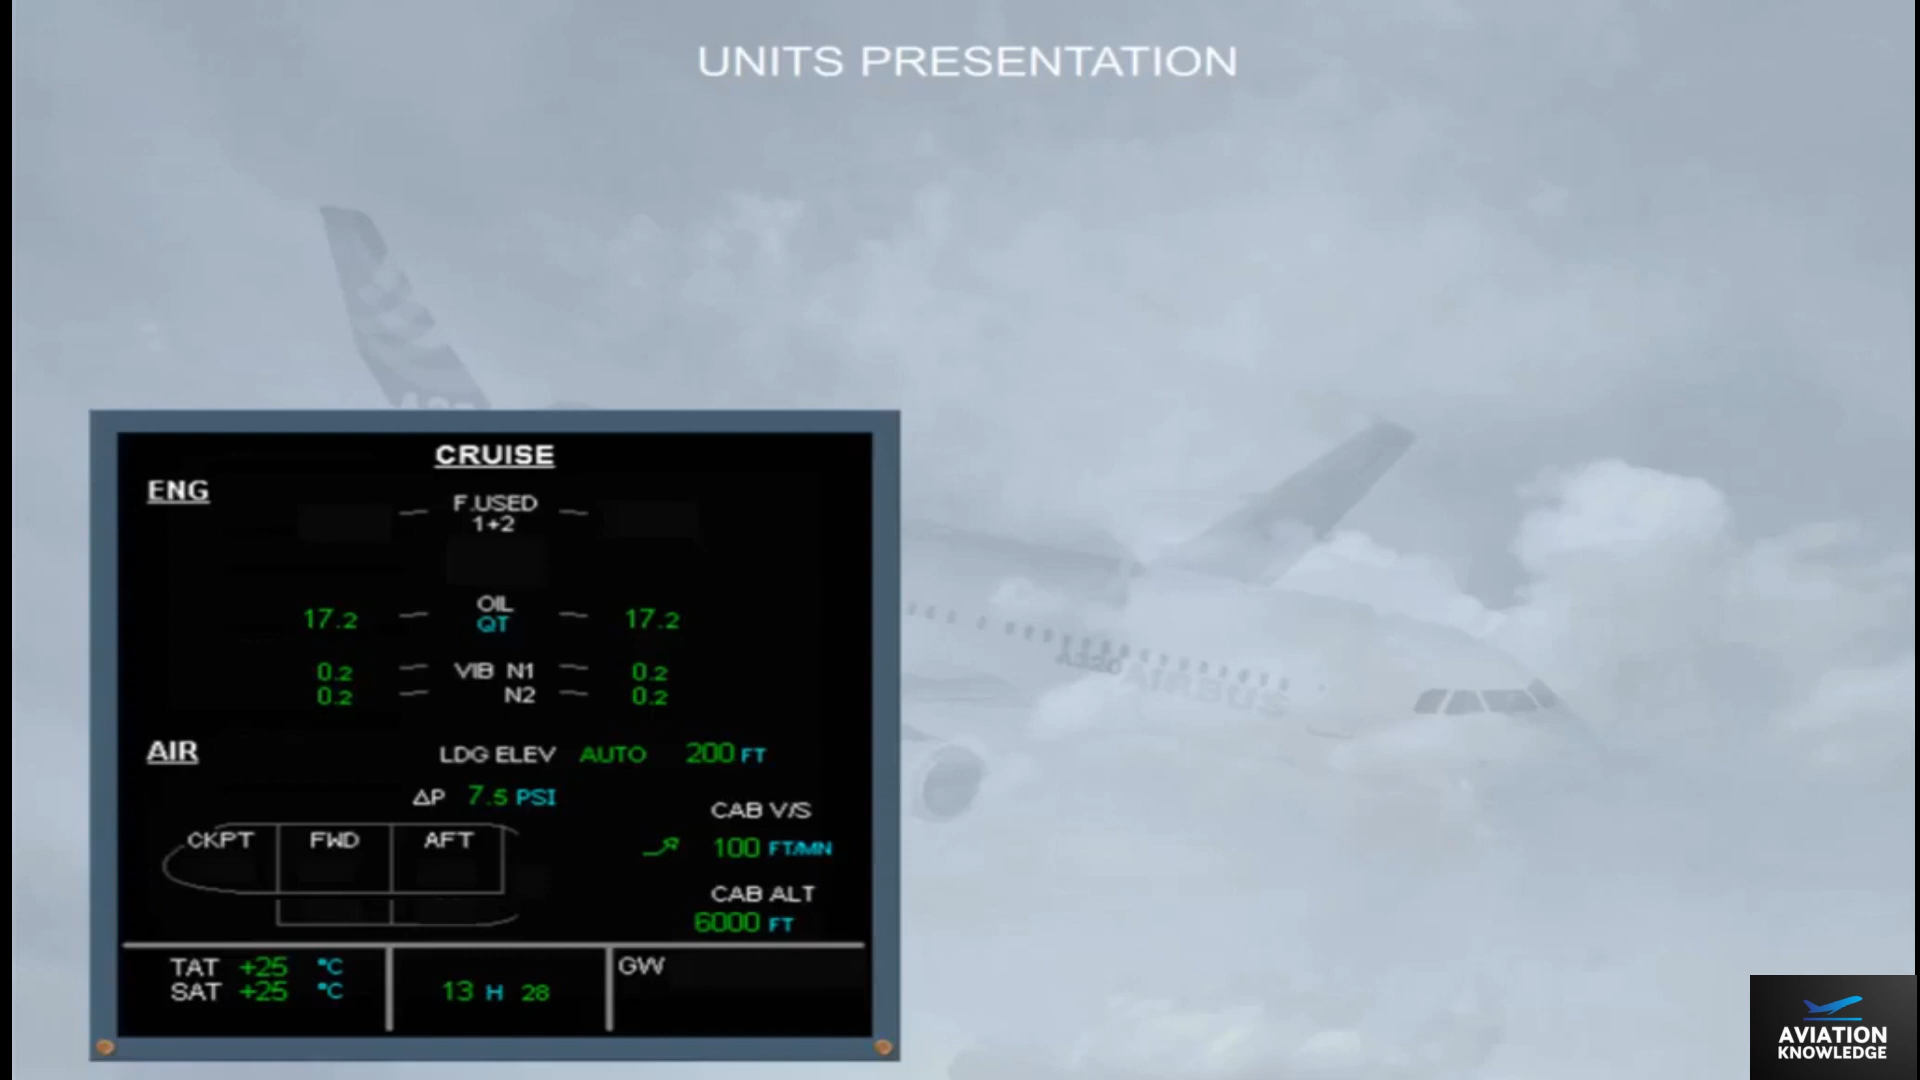 UNITS PRESENTATION
CRUISE
ENG
F.USED
1+2
17.2 OIL 17.2
QT
0.2 VIB N1 0.2
0.2 N2 0.2
AIR
LDG ELEV AUTO 200 FT
ΔP 7.5 PSI
CAB V/S
CKPT FWD AFT
100 FT/MN
CAB ALT
6000 FT
TAT +25 °C
SAT +25 °C
13 H 28
GW
A320
AIRBUS
AVIATION
KNOWLEDGE